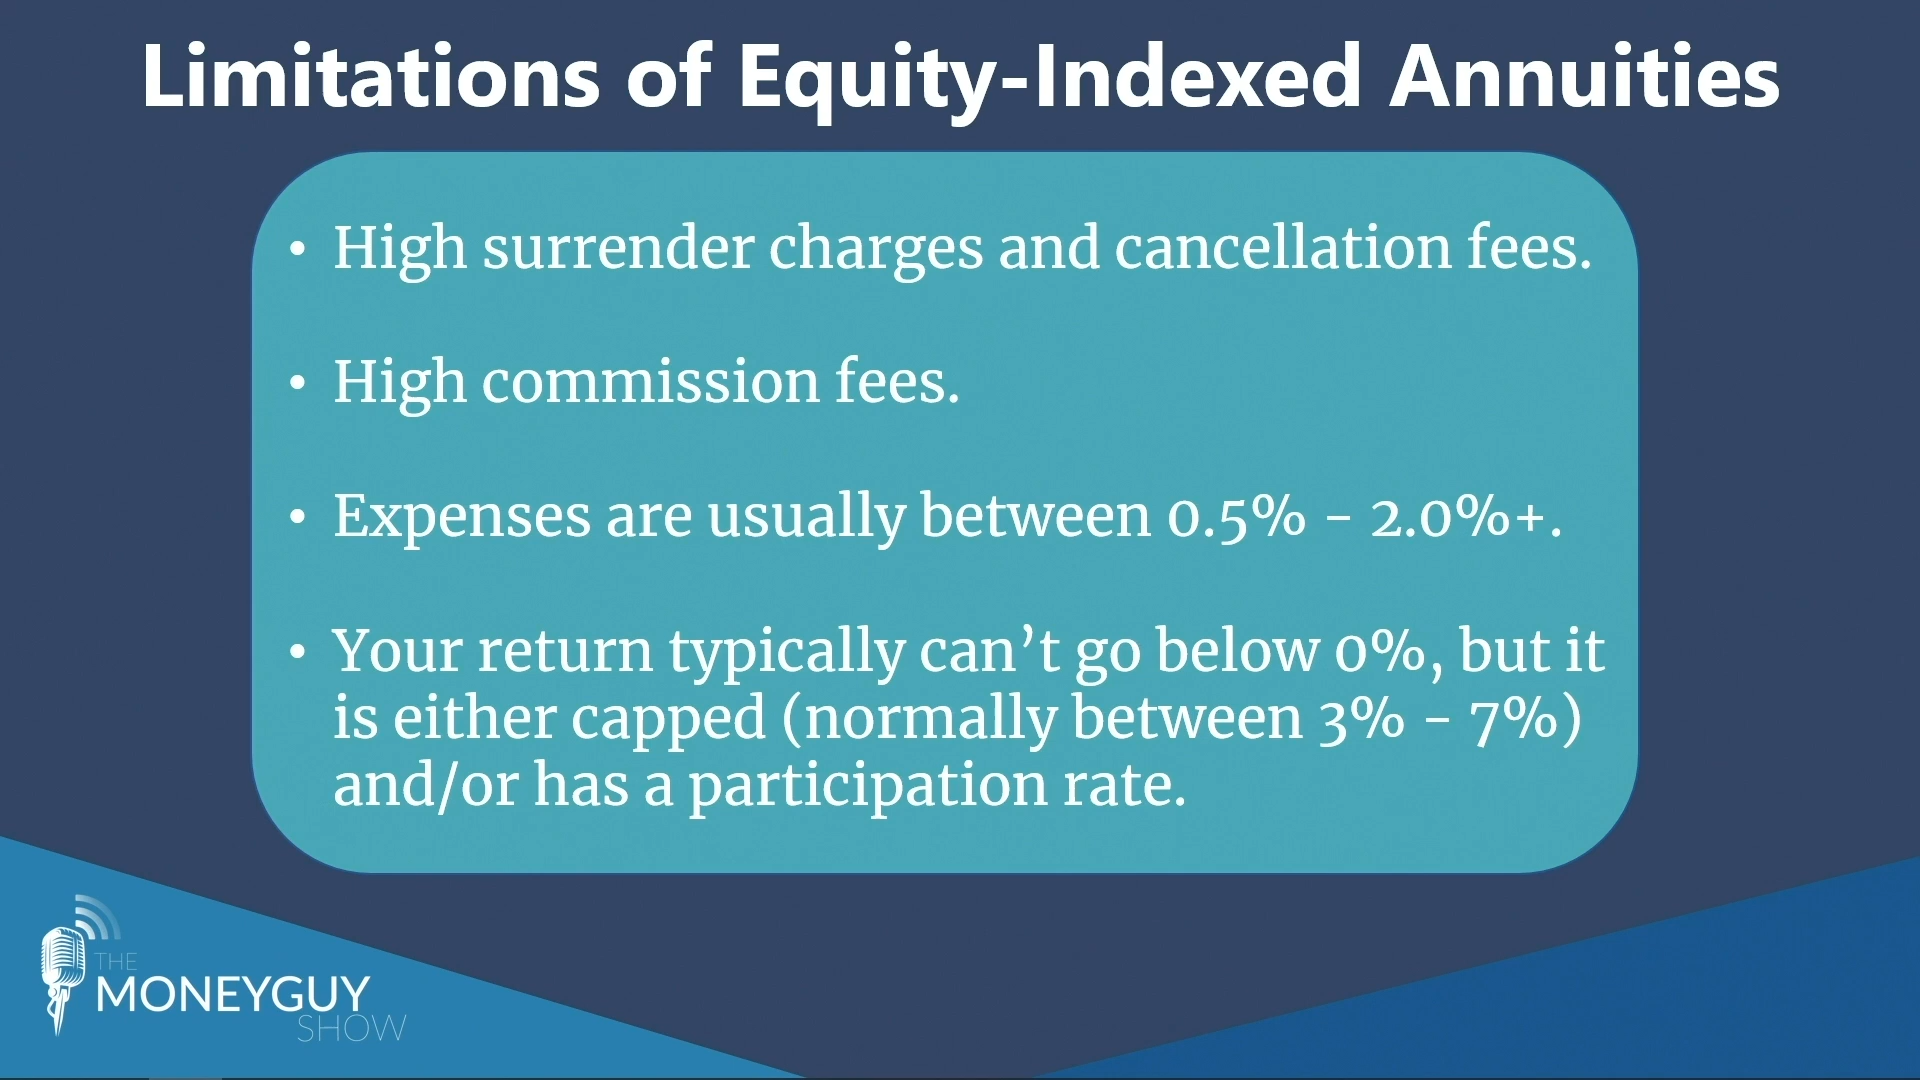 Limitations of Equity-Indexed Annuities
• High surrender charges and cancellation fees.
• High commission fees.
• Expenses are usually between 0.5% - 2.0%+.
• Your return typically can’t go below 0%, but it
is either capped (normally between 3% - 7%)
and/or has a participation rate.
THE
MONEYGUY
SHOW